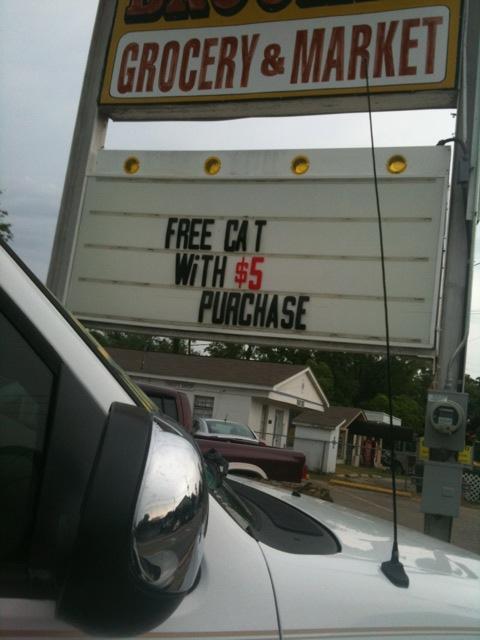 GROCERY & MARKET
FREE CAT
WiTH $5
PURCHASE